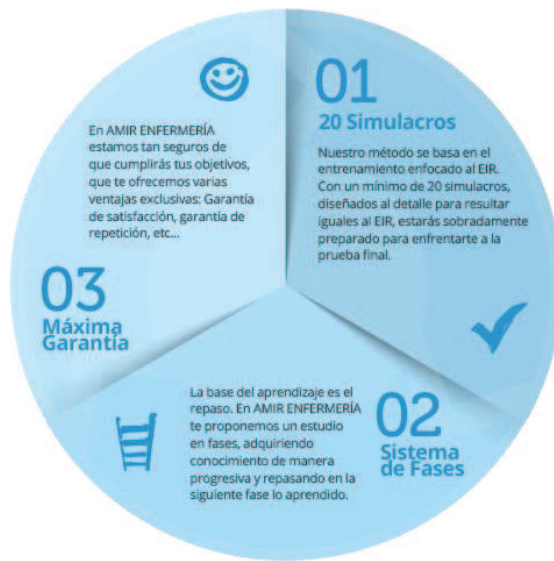 01
20 Simulacros
Nuestro método se basa en el
entrenamiento enfocado al EIR.
Con un mínimo de 20 simulacros,
diseñados al detalle para resultar
iguales al EIR, estarás sobradamente
preparado para enfrentarte a la
prueba final.
La base del aprendizaje es el
repaso. En AMIR ENFERMERÍA
te proponemos un estudio
en fases, adquiriendo
conocimiento de manera
progresiva y repasando en la
siguiente fase lo aprendido.
02
Sistema
de Fases
En AMIR ENFERMERÍA
estamos tan seguros de
que cumplirás tus objetivos,
que te ofrecemos varias
ventajas exclusivas: Garantía
de satisfacción, garantía de
repetición, etc...
03
Máxima
Garantía